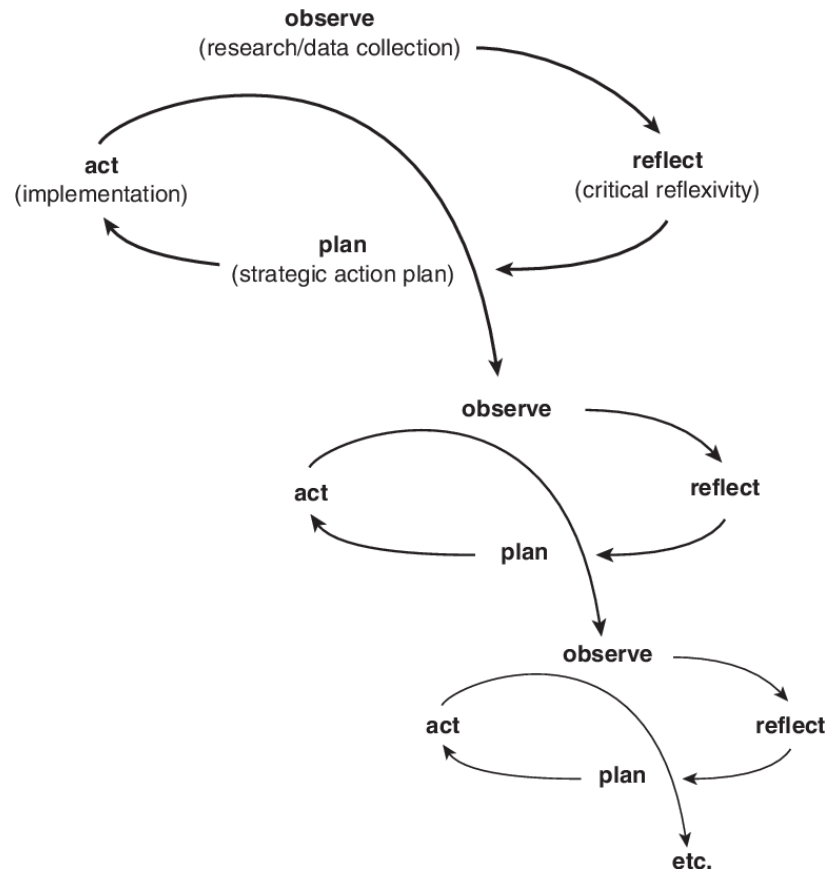 observe
(research/data collection)
reflect
(critical reflexivity)
act
(implementation)
plan
(strategic action plan)
observe
reflect
act
plan
observe
reflect
act
plan
etc.